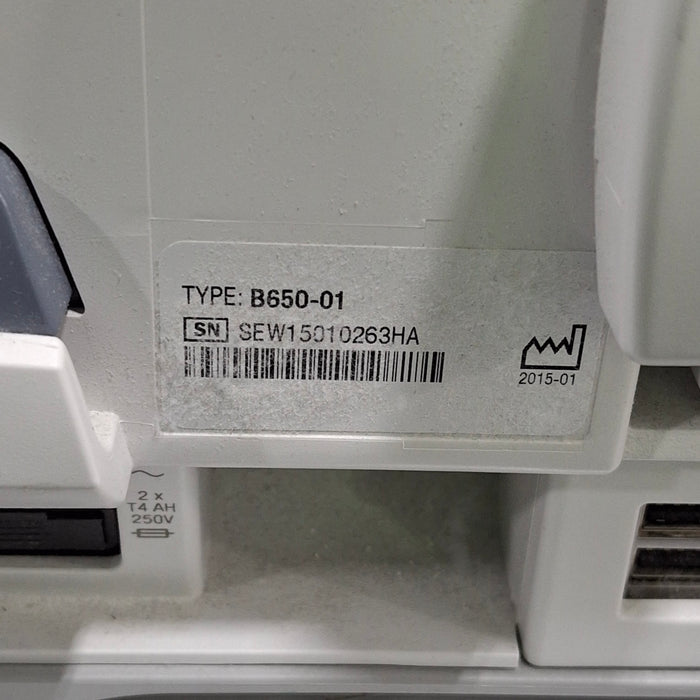 TYPE: B650-01
SN SEW15010263HA
2015-01
~
2 x
T4 AH
250V